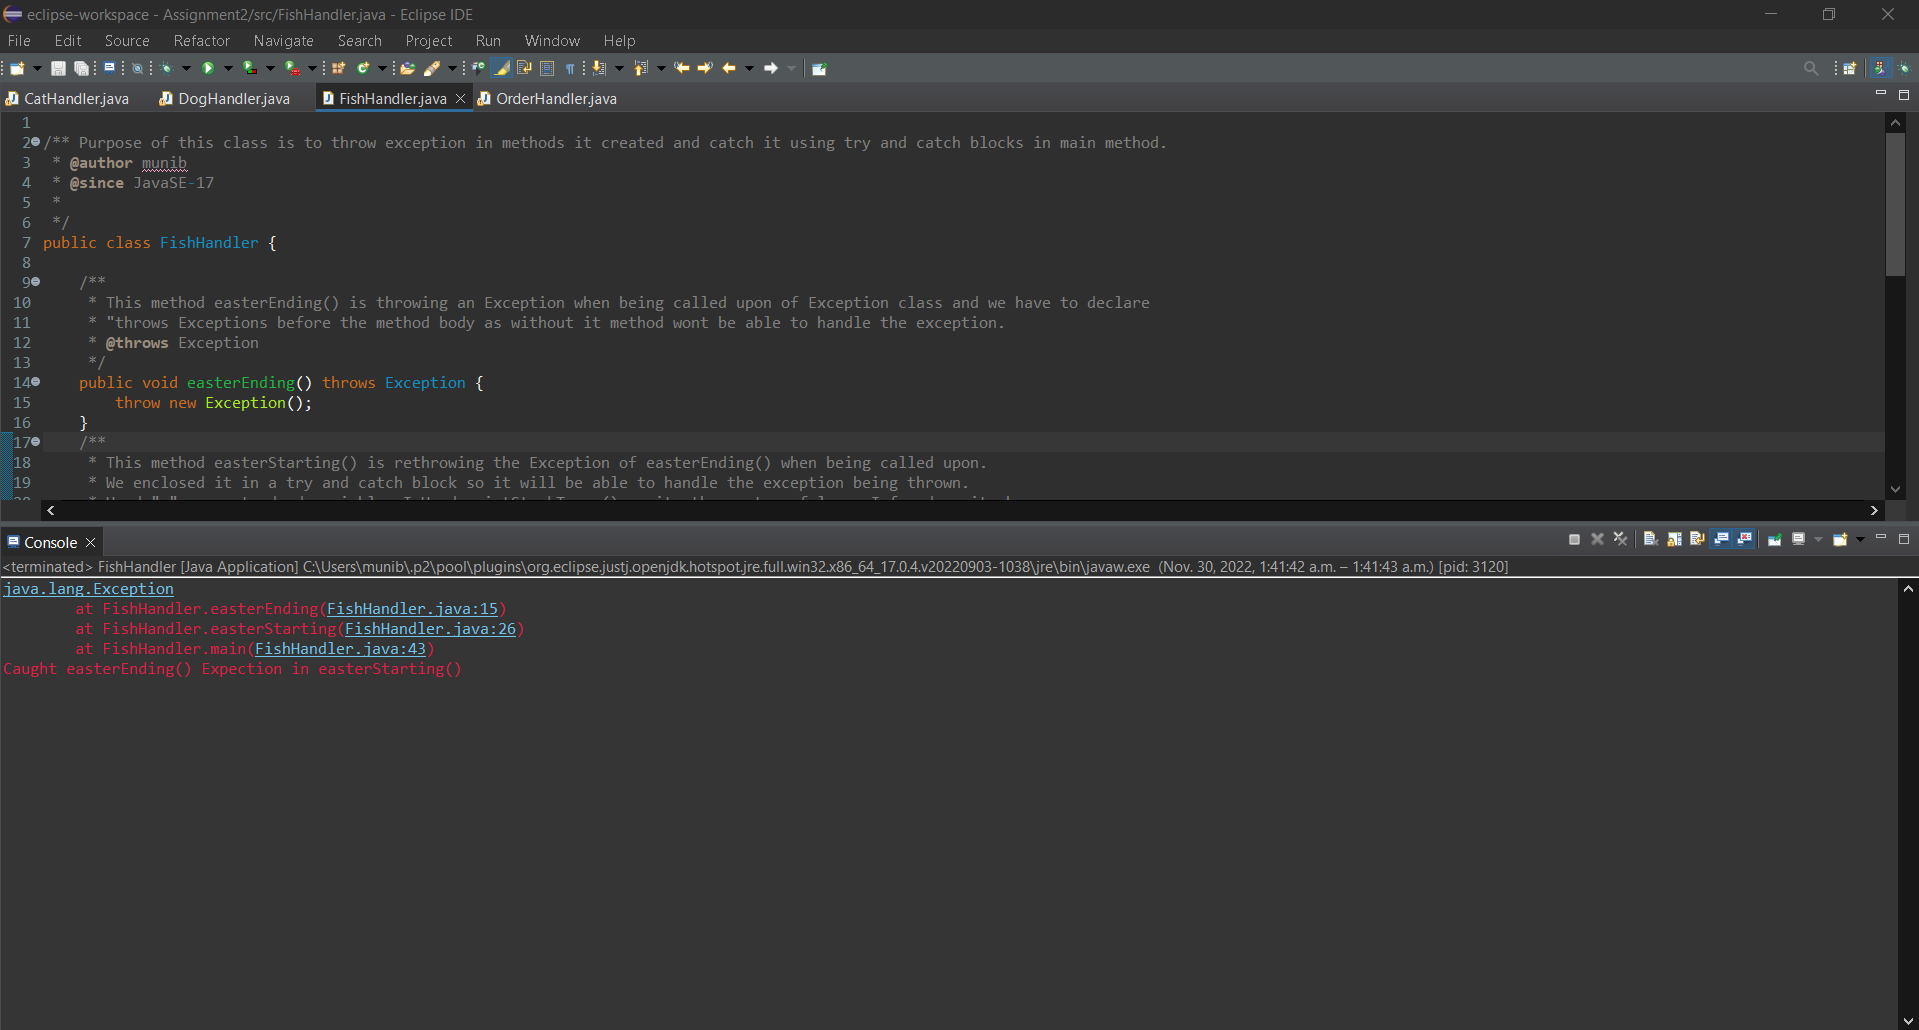 eclipse-workspace - Assignment2/src/FishHandler.java - Eclipse IDE
File Edit Source Refactor Navigate Search Project Run Window Help
CatHandler.java DogHandler.java FishHandler.java OrderHandler.java
1
2 /** Purpose of this class is to throw exception in methods it created and catch it using try and catch blocks in main method.
3 * @author munib
4 * @since JavaSE-17
5 *
6 */
7 public class FishHandler {
8
9 /**
10 * This method easterEnding() is throwing an Exception when being called upon of Exception class and we have to declare
11 * "throws Exceptions before the method body as without it method wont be able to handle the exception.
12 * @throws Exception
13 */
14 public void easterEnding() throws Exception {
15 throw new Exception();
16 }
17 /**
18 * This method easterStarting() is rethrowing the Exception of easterEnding() when being called upon.
19 * We enclosed it in a try and catch block so it will be able to handle the exception being thrown.
Console
<terminated> FishHandler [Java Application] C:\Users\munib\.p2\pool\plugins\org.eclipse.justj.openjdk.hotspot.jre.full.win32.x86_64_17.0.4.v20220903-1038\jre\bin\javaw.exe (Nov. 30, 2022, 1:41:42 a.m. – 1:41:43 a.m.) [pid: 3120]
java.lang.Exception
at FishHandler.easterEnding(FishHandler.java:15)
at FishHandler.easterStarting(FishHandler.java:26)
at FishHandler.main(FishHandler.java:43)
Caught easterEnding() Expection in easterStarting()